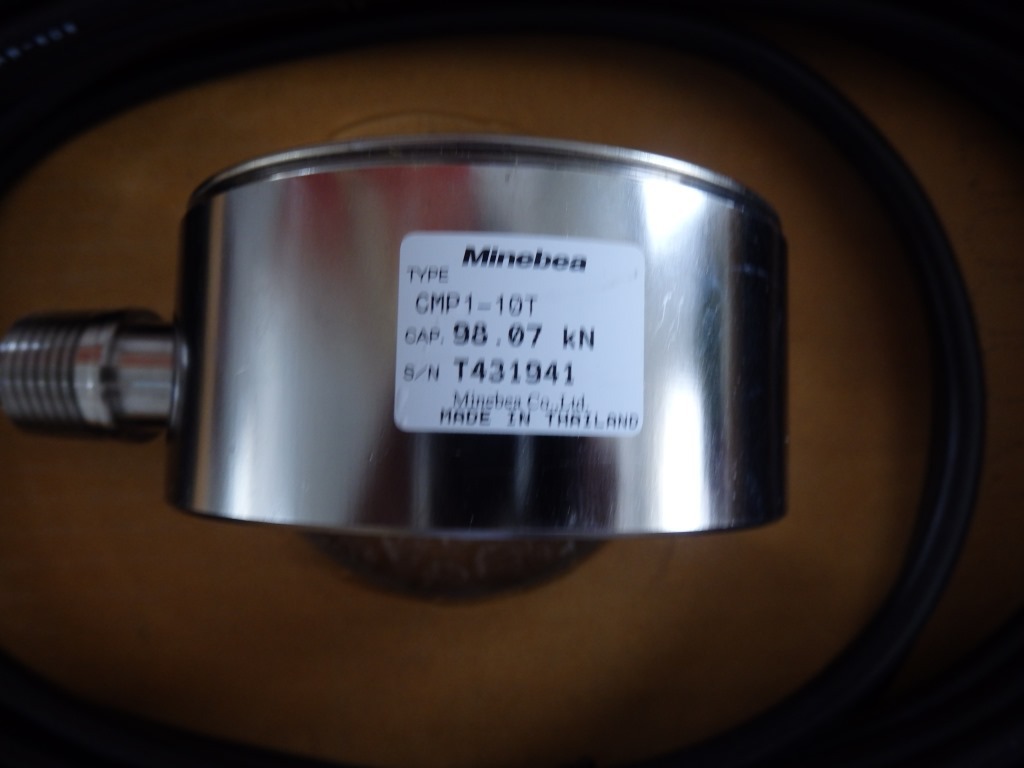 Minebea
TYPE
CMP1-10T
CAP. 98.07 kN
S/N T431941
Minebea Co.,Ltd.
MADE IN THAILAND